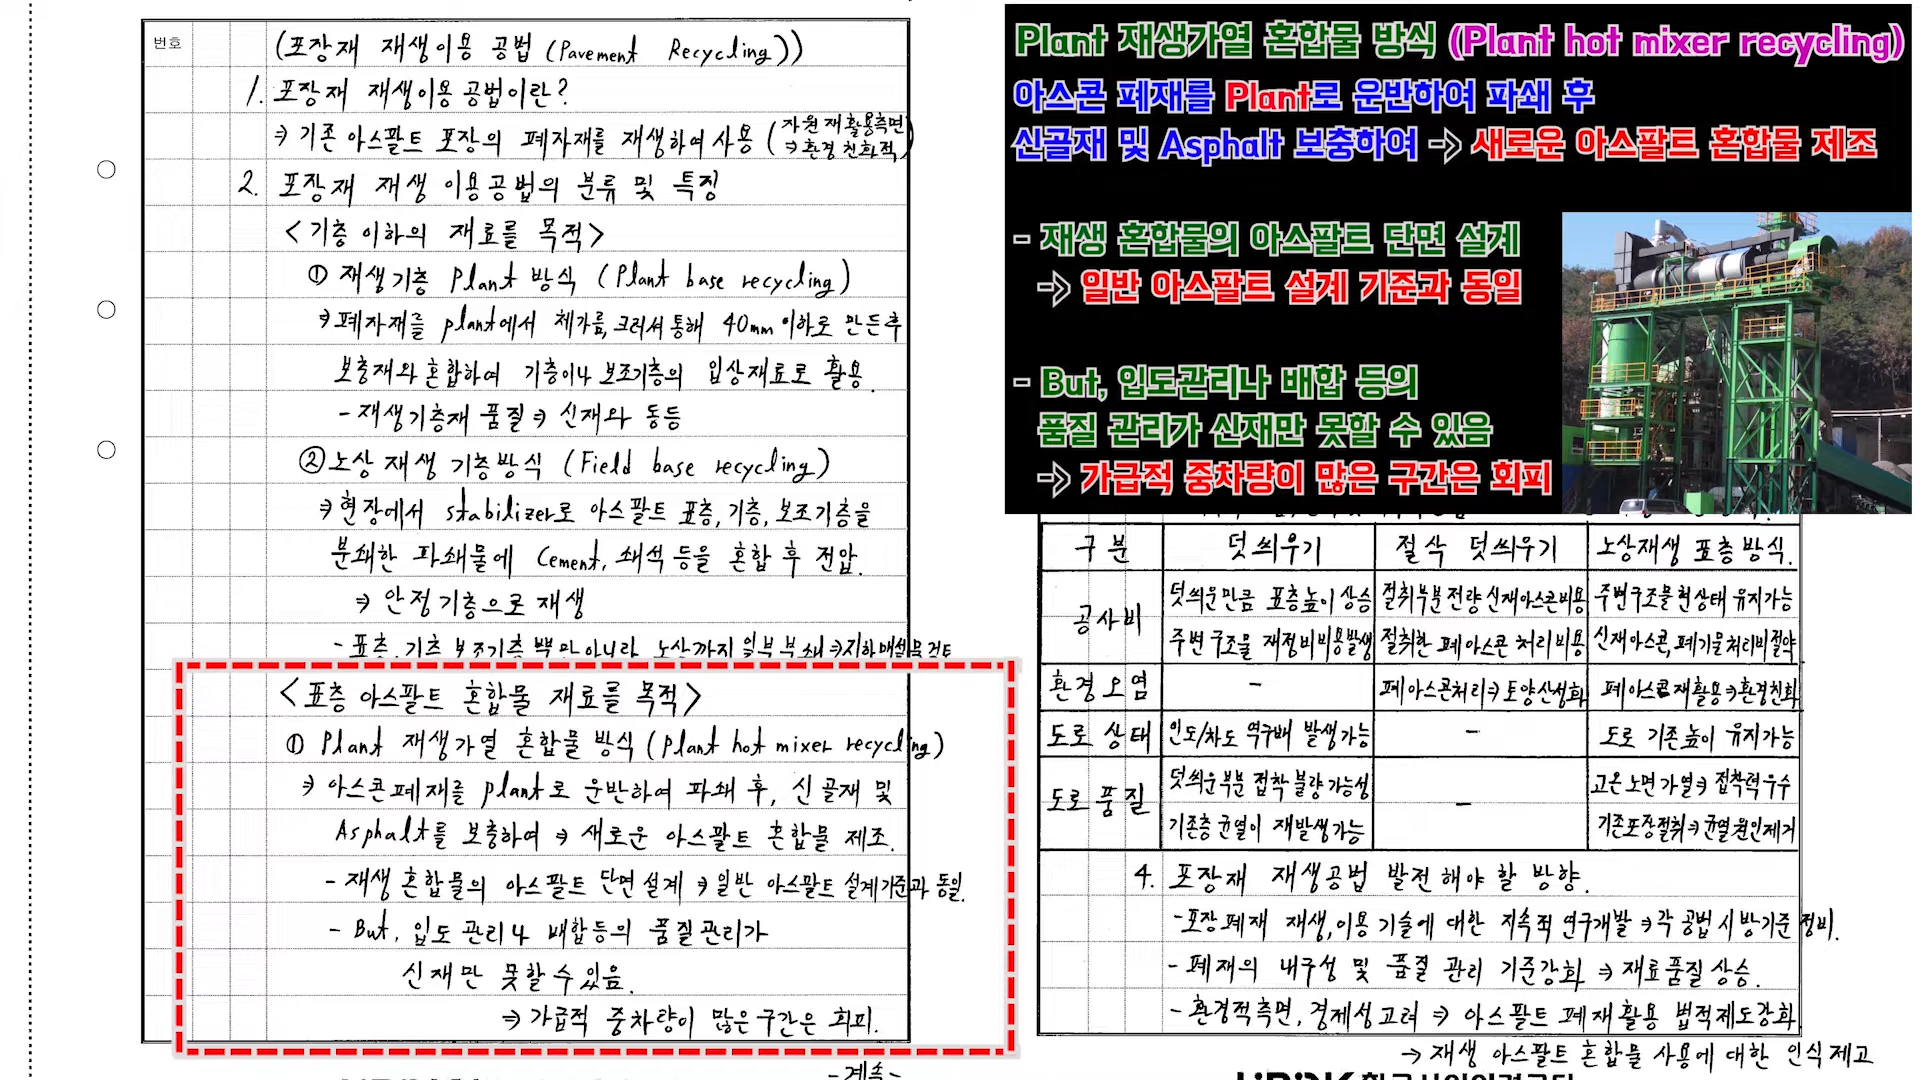 번호
(포장재 재생이용 공법 (Pavement Recycling))
1. 포장재 재생이용 공법이란?
⇒ 기존 아스팔트 포장의 폐자재를 재생하여 사용 (자원 재활용측면 ⇒ 환경 친화적)
2. 포장재 재생 이용공법의 분류 및 특징
<기층 이하의 재료를 목적>
① 재생기층 Plant 방식 (Plant base recycling)
⇒ 폐자재를 plant에서 체가름, 크러셔 통해 40mm 이하로 만든후
보충재와 혼합하여 기층이나 보조기층의 입상재료로 활용.
- 재생기층재 품질 ⇒ 신재와 동등
② 노상 재생 기층방식 (Field base recycling)
⇒ 현장에서 stabilizer로 아스팔트 표층, 기층, 보조기층을
분쇄한 파쇄물에 Cement, 쇄석 등을 혼합 후 전압.
⇒ 안정기층으로 재생
- 표층, 기층 보조기층 뿐만 아니라 노상까지 일부 부쇄 ⇒ 지하매설물 검토
<표층 아스팔트 혼합물 재료를 목적>
① Plant 재생가열 혼합물 방식 (plant hot mixer recycling)
⇒ 아스콘폐재를 plant로 운반하여 파쇄 후, 신골재 및
Asphalt를 보충하여 ⇒ 새로운 아스팔트 혼합물 제조.
- 재생 혼합물의 아스팔트 단면 설계 ⇒ 일반 아스팔트 설계기준과 동일.
- But, 입도 관리나 배합등의 품질관리가
신재만 못할 수 있음.
⇒ 가급적 중차량이 많은 구간은 회피.
- 계속 -
Plant 재생가열 혼합물 방식 (Plant hot mixer recycling)
아스콘 폐재를 Plant로 운반하여 파쇄 후
신골재 및 Asphalt 보충하여 -> 새로운 아스팔트 혼합물 제조
- 재생 혼합물의 아스팔트 단면 설계
-> 일반 아스팔트 설계 기준과 동일
- But, 입도관리나 배합 등의
품질 관리가 신재만 못할 수 있음
-> 가급적 중차량이 많은 구간은 회피
구분 덧씌우기 절삭 덧씌우기 노상재생 표층방식.
공사비 덧씌운만큼 표층높이 상승 절취부분 전량 신재아스콘비용 주변구조물 현상태 유지가능
주변 구조물 재정비비용발생 절취한 폐아스콘 처리비용 신재아스콘, 폐기물처리비 절약
환경오염 - 폐아스콘처리⇒토양산성화 폐아스콘재활용⇒환경친화
도로 상태 인도/차도 역구배 발생가능 - 도로 기존높이 유지가능
도로품질 덧씌운부분 접착 불량가능성 - 고온노면가열⇒접착력우수
기존층 균열이 재발생가능 기존포장절취⇒균열원인제거
4. 포장재 재생공법 발전해야 할 방향.
- 포장폐재 재생, 이용 기술에 대한 지속적 연구개발 ⇒ 각 공법 시방기준 정비.
- 폐재의 내구성 및 품질 관리 기준강화 ⇒ 재료품질 상승.
- 환경적측면, 경제성고려 ⇒ 아스팔트 폐재활용 법적제도강화
→ 재생 아스팔트 혼합물 사용에 대한 인식 제고